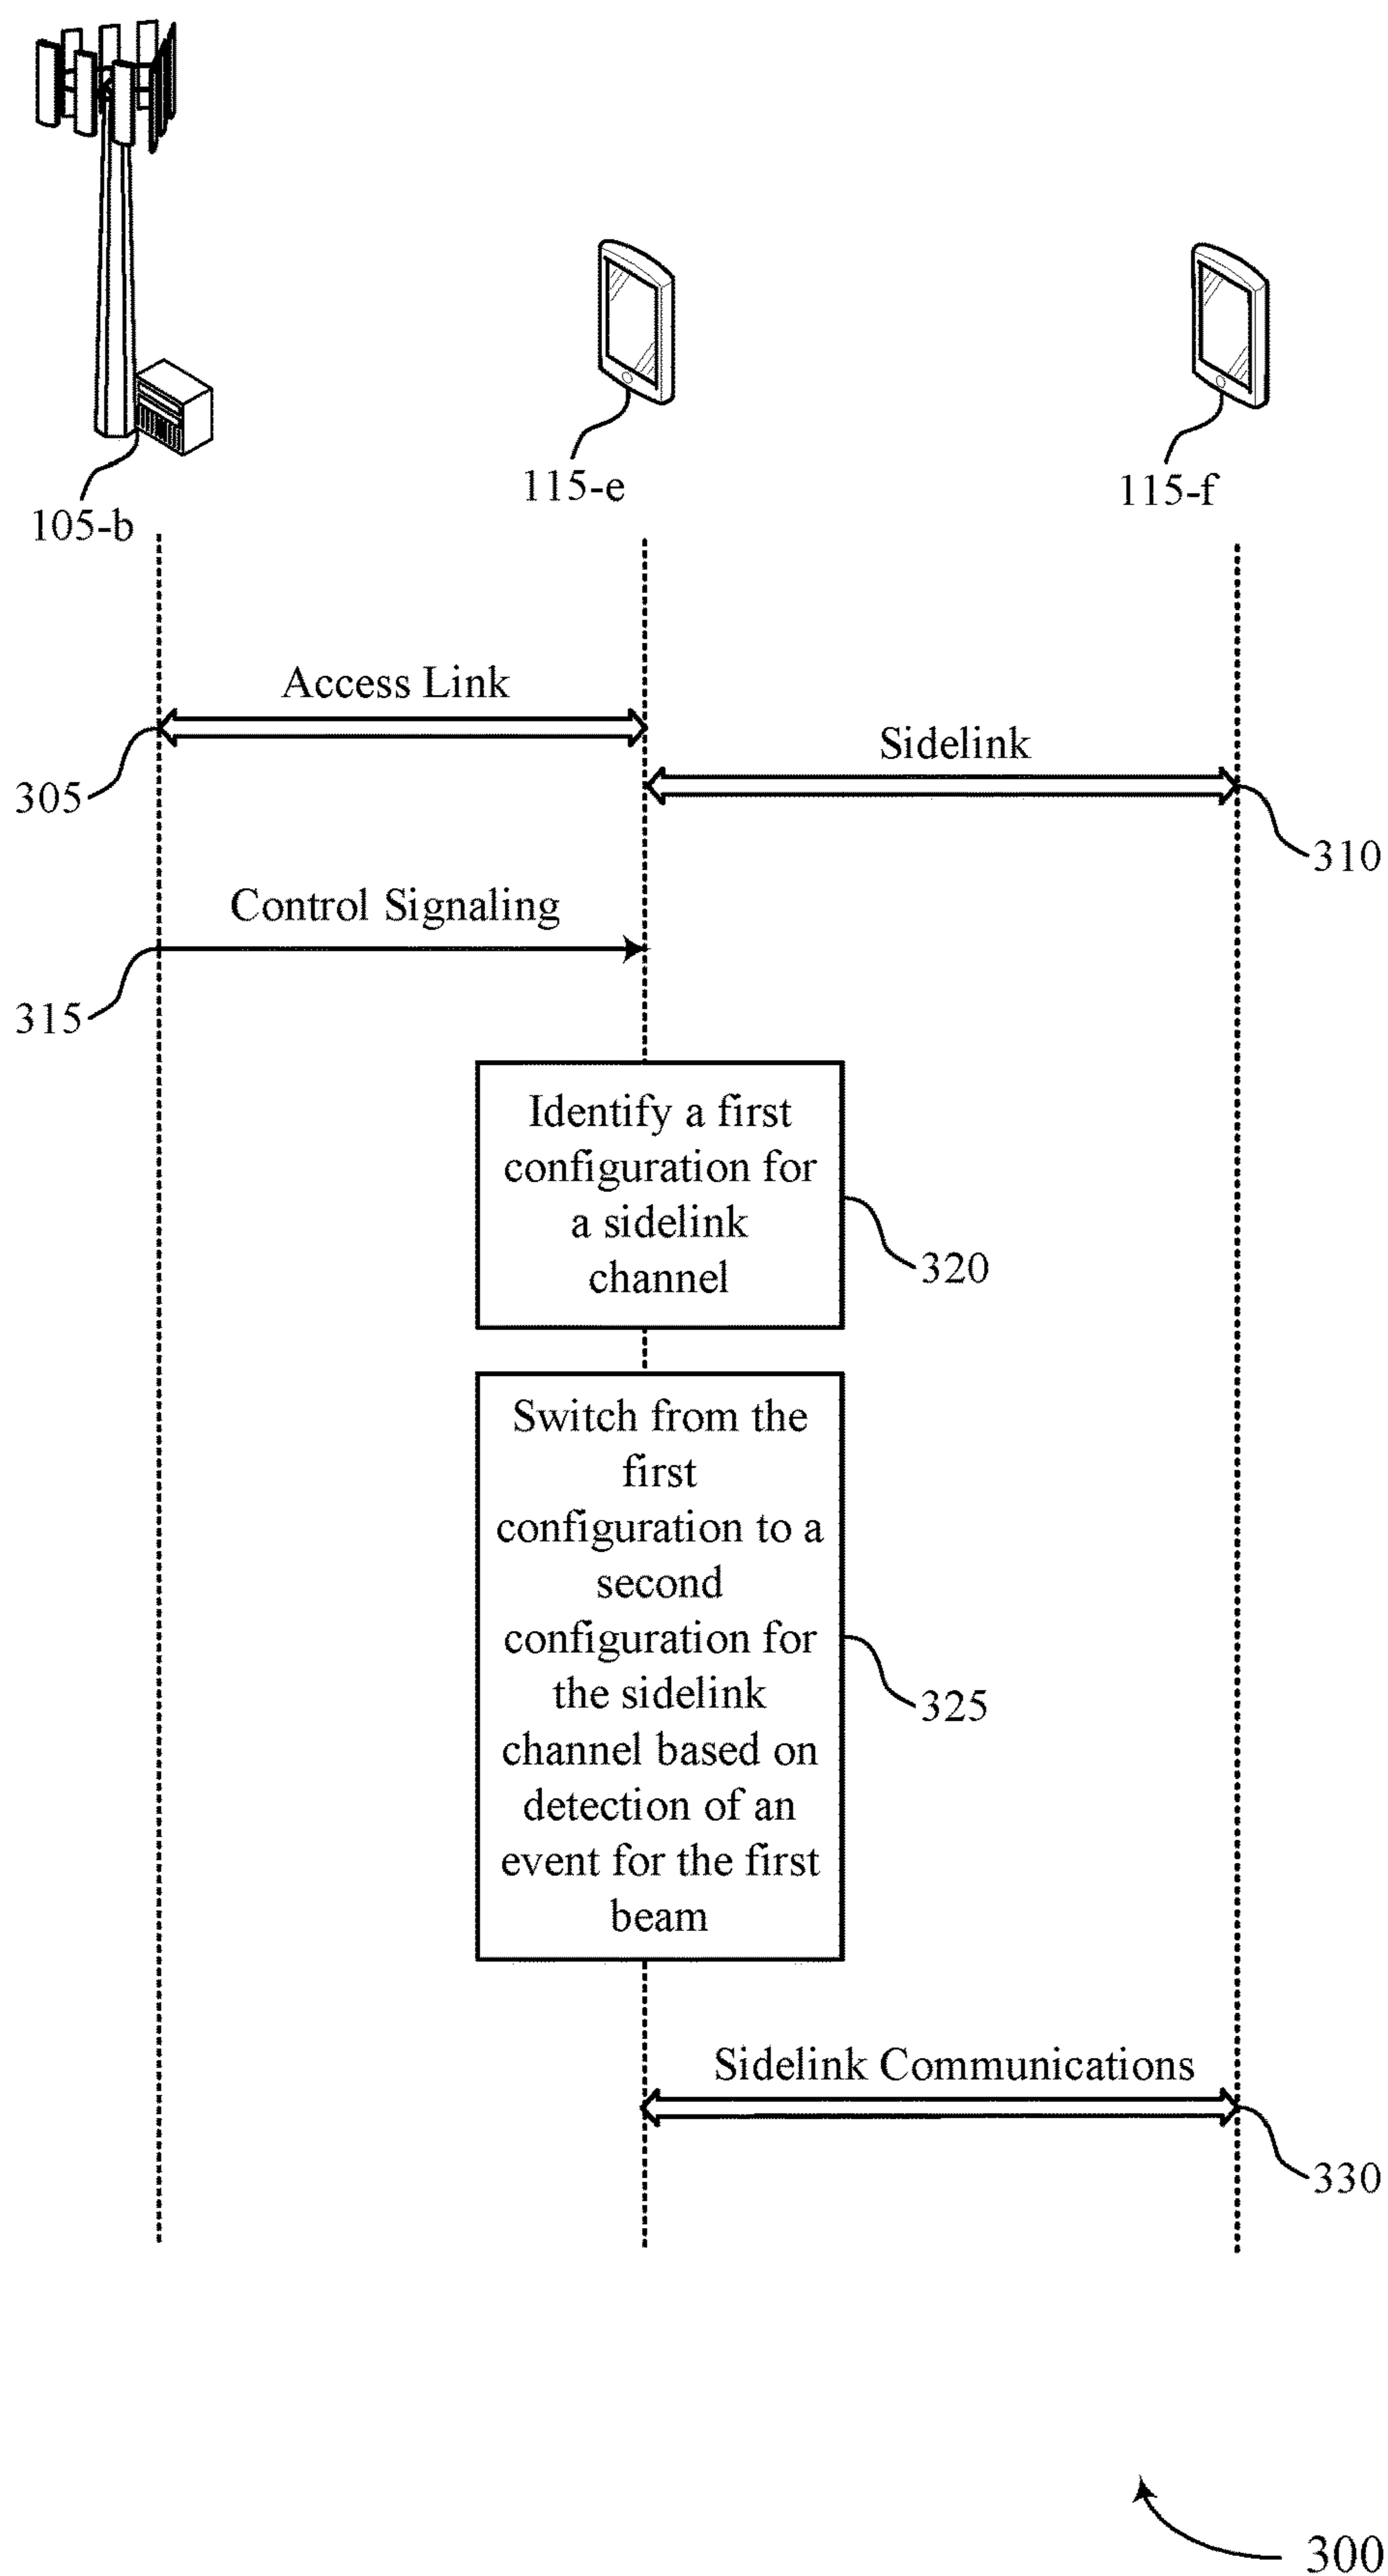 115-e
115-f
105-b
Access Link
Sidelink
305
310
Control Signaling
315
Identify a first
configuration for
a sidelink
channel
320
Switch from the
first
configuration to a
second
configuration for
the sidelink
channel based on
detection of an
event for the first
beam
325
Sidelink Communications
330
300